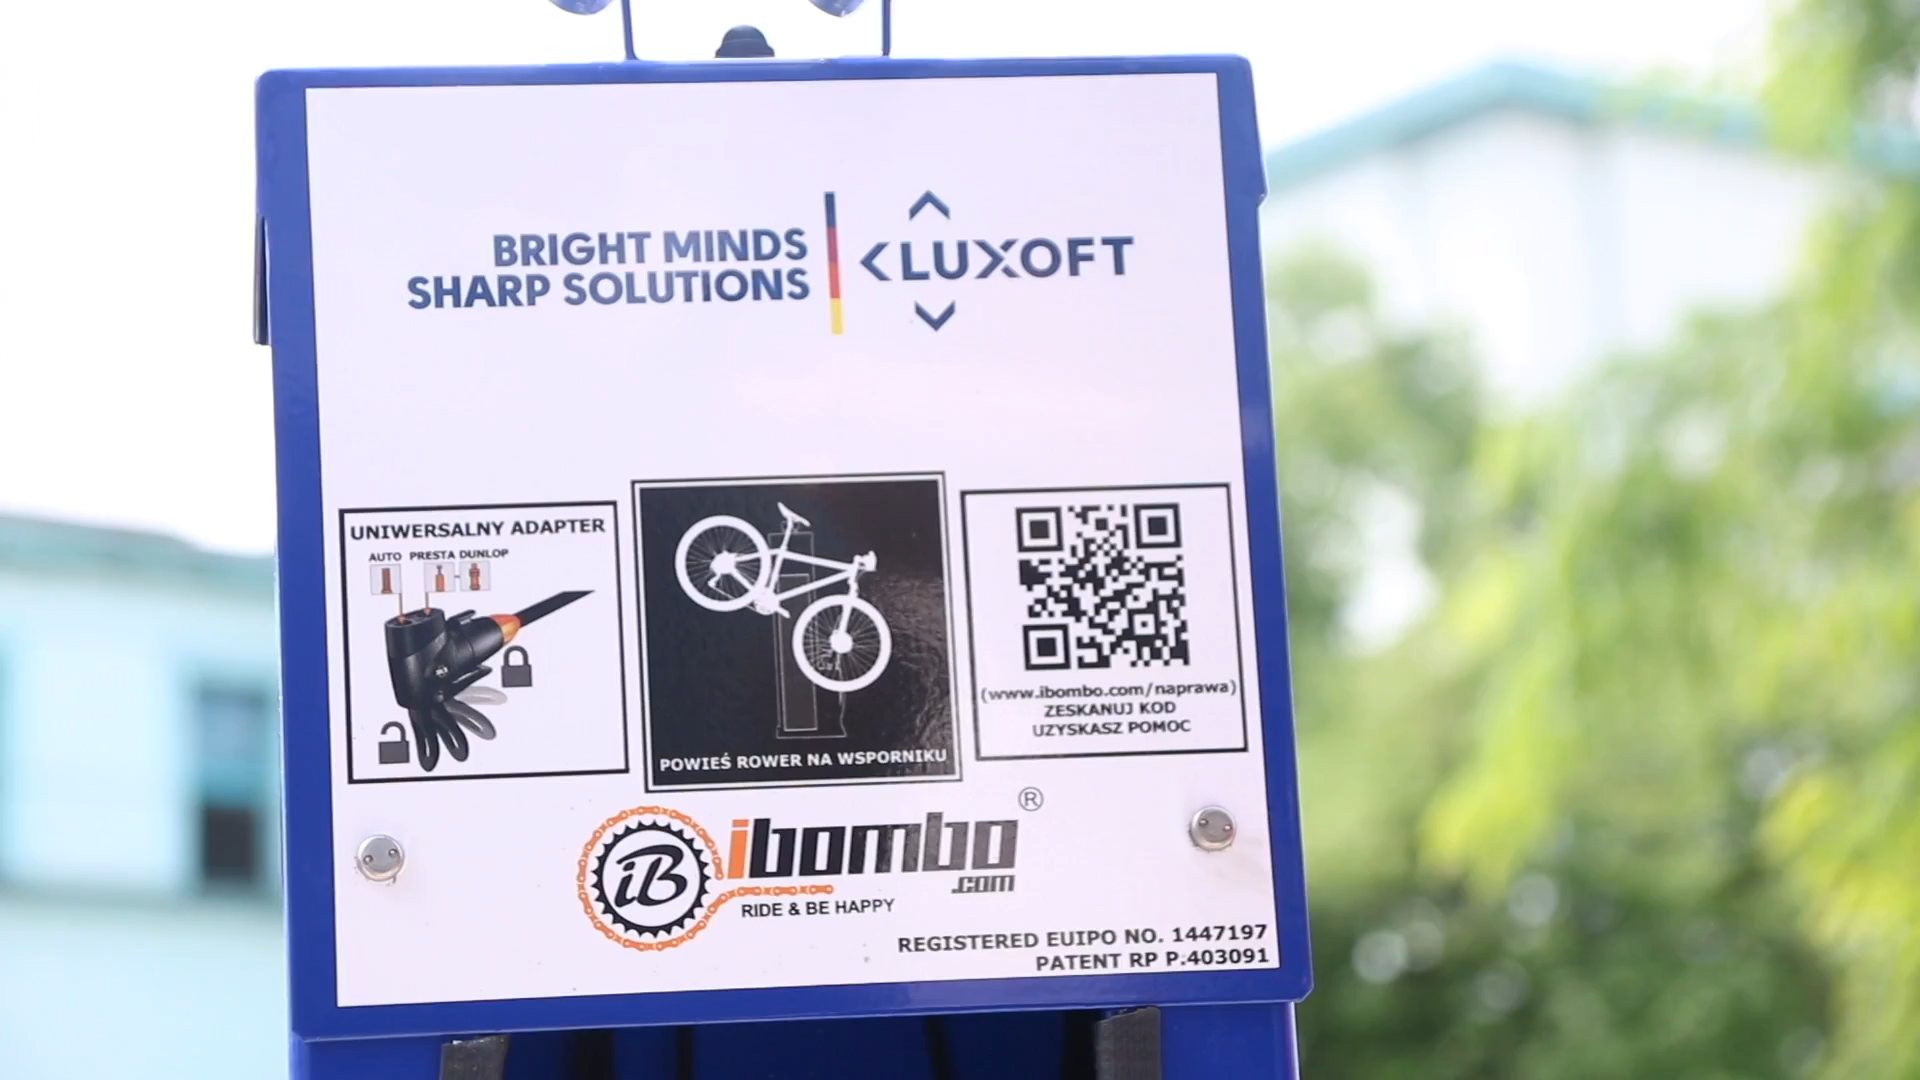 BRIGHT MINDS
SHARP SOLUTIONS
LUXOFT
UNIWERSALNY ADAPTER
AUTO PRESTA DUNLOP
POWIEŚ ROWER NA WSPORNIKU
(www.ibombo.com/naprawa)
ZESKANUJ KOD
UZYSKASZ POMOC
iB
ibombo®
.com
RIDE & BE HAPPY
REGISTERED EUIPO NO. 1447197
PATENT RP P.403091